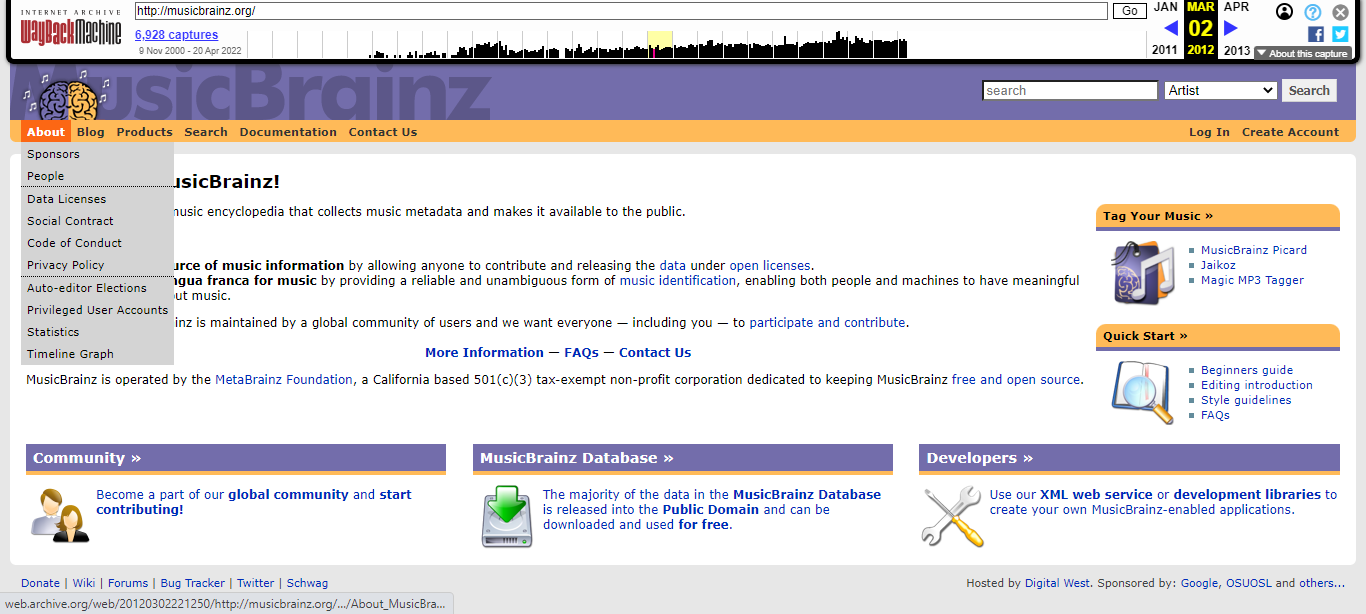 INTERNET ARCHIVE
WayBackMachine
http://musicbrainz.org/
Go
JAN MAR APR
6,928 captures
02
9 Nov 2000 - 20 Apr 2022
2011 2012 2013
About this capture
MusicBrainz
search
Artist
Search
About Blog Products Search Documentation Contact Us
Log In Create Account
Sponsors
People
Data Licenses
Social Contract
Code of Conduct
Privacy Policy
Auto-editor Elections
Privileged User Accounts
Statistics
Timeline Graph
usicBrainz!
music encyclopedia that collects music metadata and makes it available to the public.
urce of music information by allowing anyone to contribute and releasing the data under open licenses.
ngua franca for music by providing a reliable and unambiguous form of music identification, enabling both people and machines to have meaningful
out music.
inz is maintained by a global community of users and we want everyone — including you — to participate and contribute.
More Information — FAQs — Contact Us
MusicBrainz is operated by the MetaBrainz Foundation, a California based 501(c)(3) tax-exempt non-profit corporation dedicated to keeping MusicBrainz free and open source.
Tag Your Music »
MusicBrainz Picard
Jaikoz
Magic MP3 Tagger
Quick Start »
Beginners guide
Editing introduction
Style guidelines
FAQs
Community »
Become a part of our global community and start
contributing!
MusicBrainz Database »
The majority of the data in the MusicBrainz Database
is released into the Public Domain and can be
downloaded and used for free.
Developers »
Use our XML web service or development libraries to
create your own MusicBrainz-enabled applications.
Donate | Wiki | Forums | Bug Tracker | Twitter | Schwag
Hosted by Digital West. Sponsored by: Google, OSUOSL and others...
web.archive.org/web/20120302221250/http://musicbrainz.org/.../About_MusicBra...